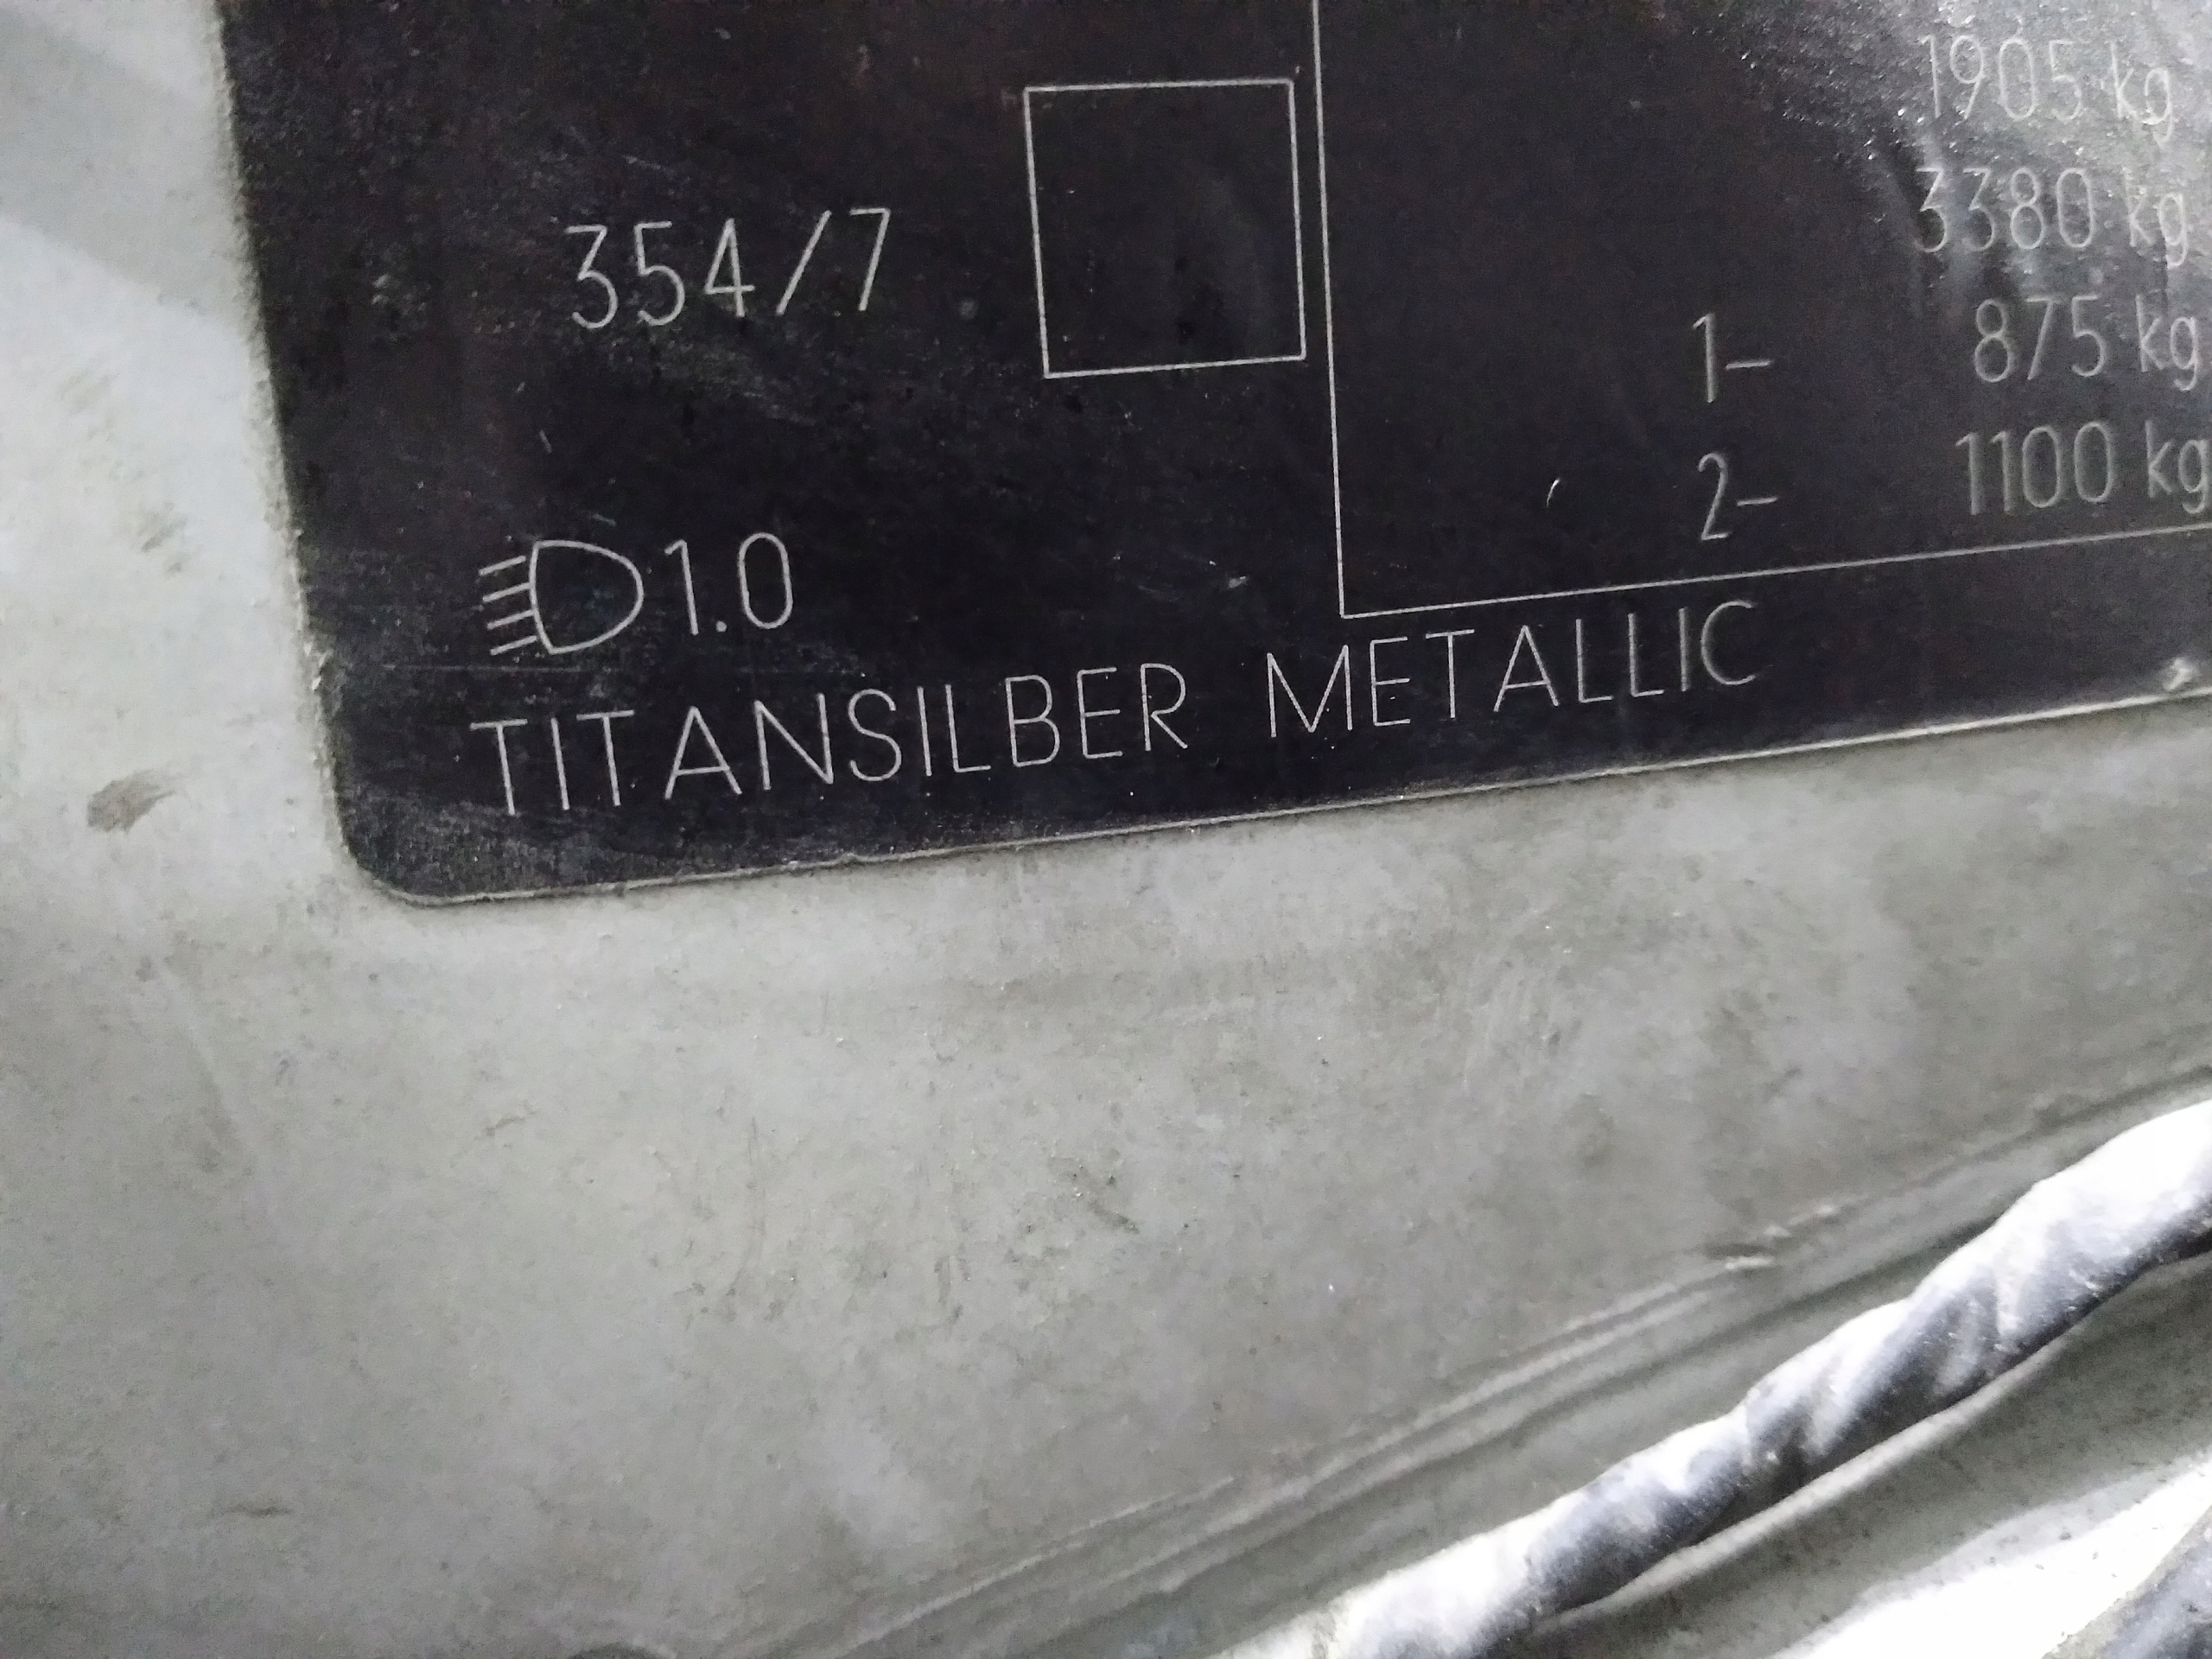 1905 kg
3380 kg
354/7
1- 875 kg
2- 1100 kg
1.0
TITANSILBER METALLIC